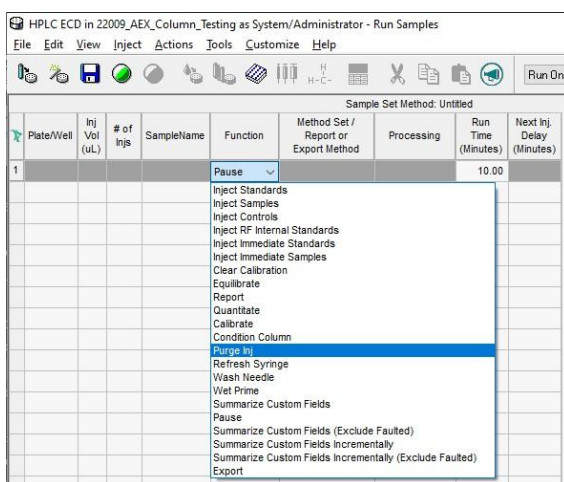 HPLC ECD in 22009_AEX_Column_Testing as System/Administrator - Run Samples
File Edit View Inject Actions Tools Customize Help
H-C- Run On
Sample Set Method: Untitled
Plate/Well Inj Vol (uL) # of Injs SampleName Function Method Set / Report or Export Method Processing Run Time (Minutes) Next Inj. Delay (Minutes)
1 Pause 10.00
Inject Standards
Inject Samples
Inject Controls
Inject RF Internal Standards
Inject Immediate Standards
Inject Immediate Samples
Clear Calibration
Equilibrate
Report
Quantitate
Calibrate
Condition Column
Purge Inj
Refresh Syringe
Wash Needle
Wet Prime
Summarize Custom Fields
Pause
Summarize Custom Fields (Exclude Faulted)
Summarize Custom Fields Incrementally
Summarize Custom Fields Incrementally (Exclude Faulted)
Export